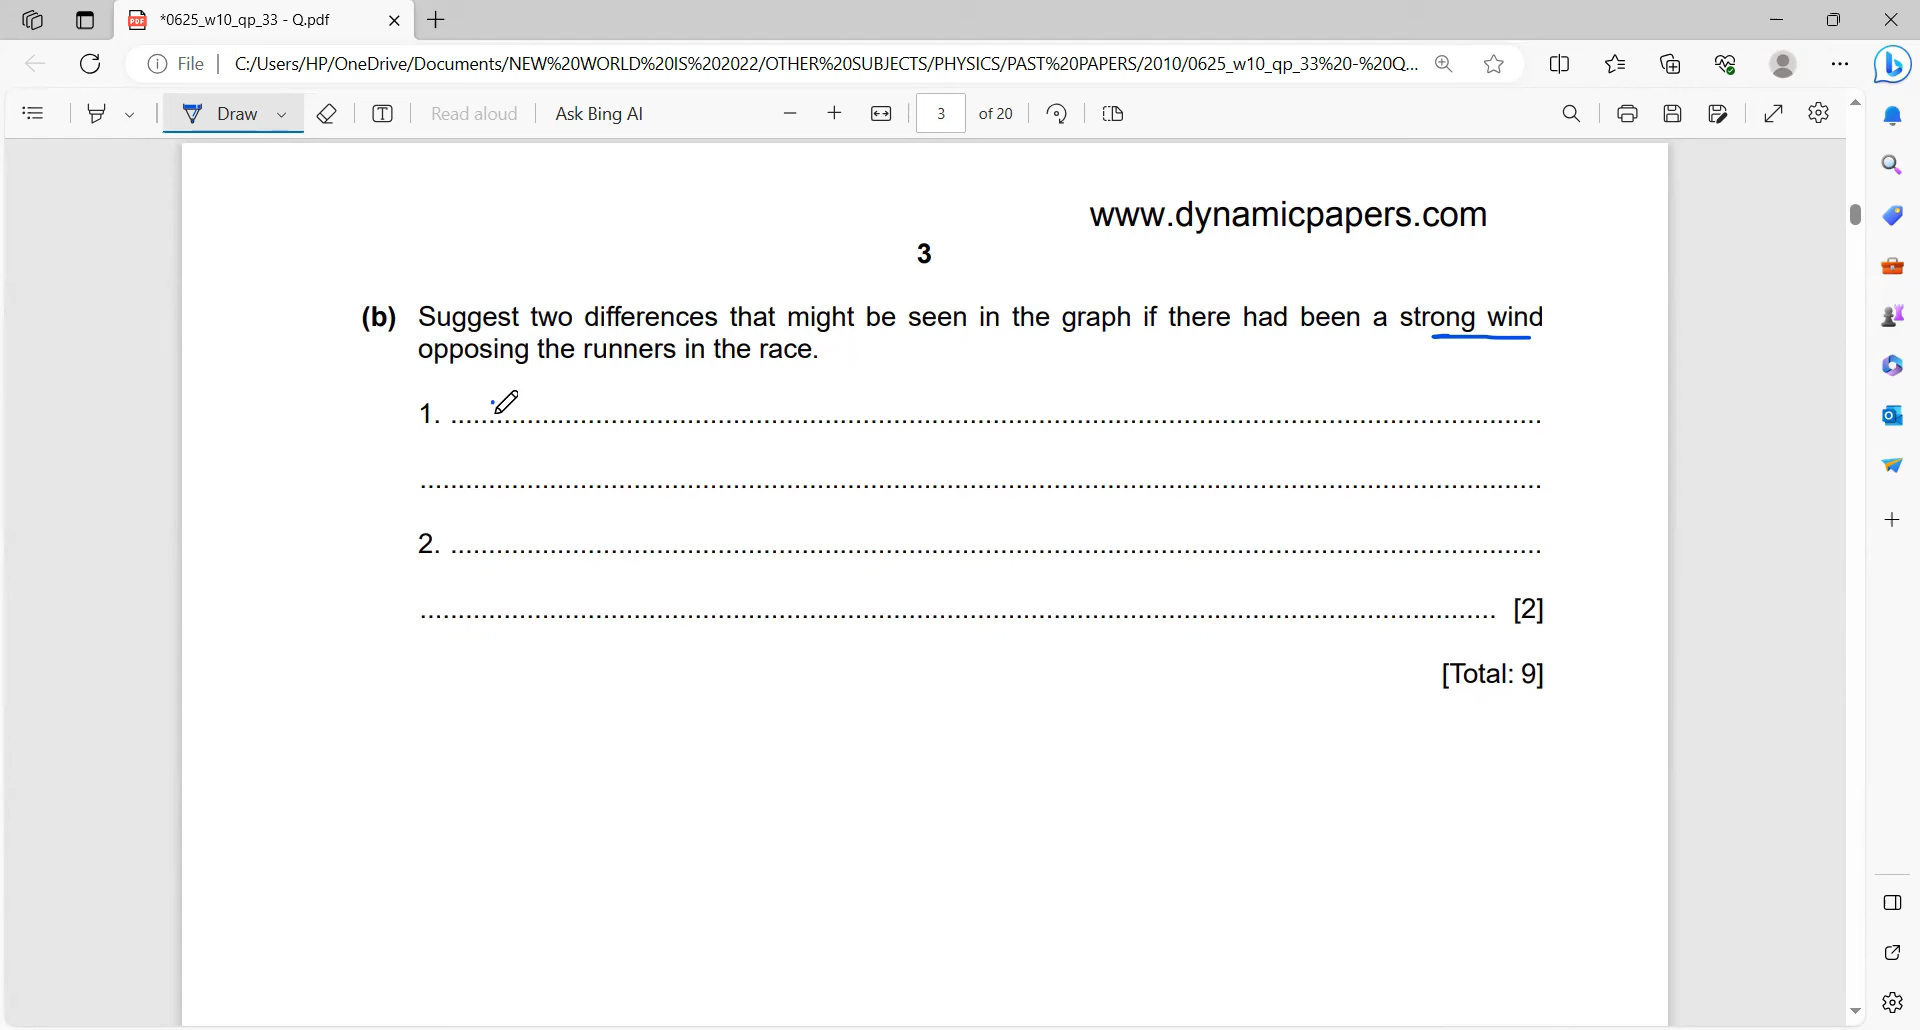 *0625_w10_qp_33 - Q.pdf
File
C:/Users/HP/OneDrive/Documents/NEW%20WORLD%20IS%202022/OTHER%20SUBJECTS/PHYSICS/PAST%20PAPERS/2010/0625_w10_qp_33%20-%20Q...
Draw
Read aloud
Ask Bing AI
3
of 20
www.dynamicpapers.com
3
(b) Suggest two differences that might be seen in the graph if there had been a strong wind
opposing the runners in the race.
1. ..........................................................................................................................................
..........................................................................................................................................
2. ..........................................................................................................................................
.......................................................................................................................................... [2]
[Total: 9]